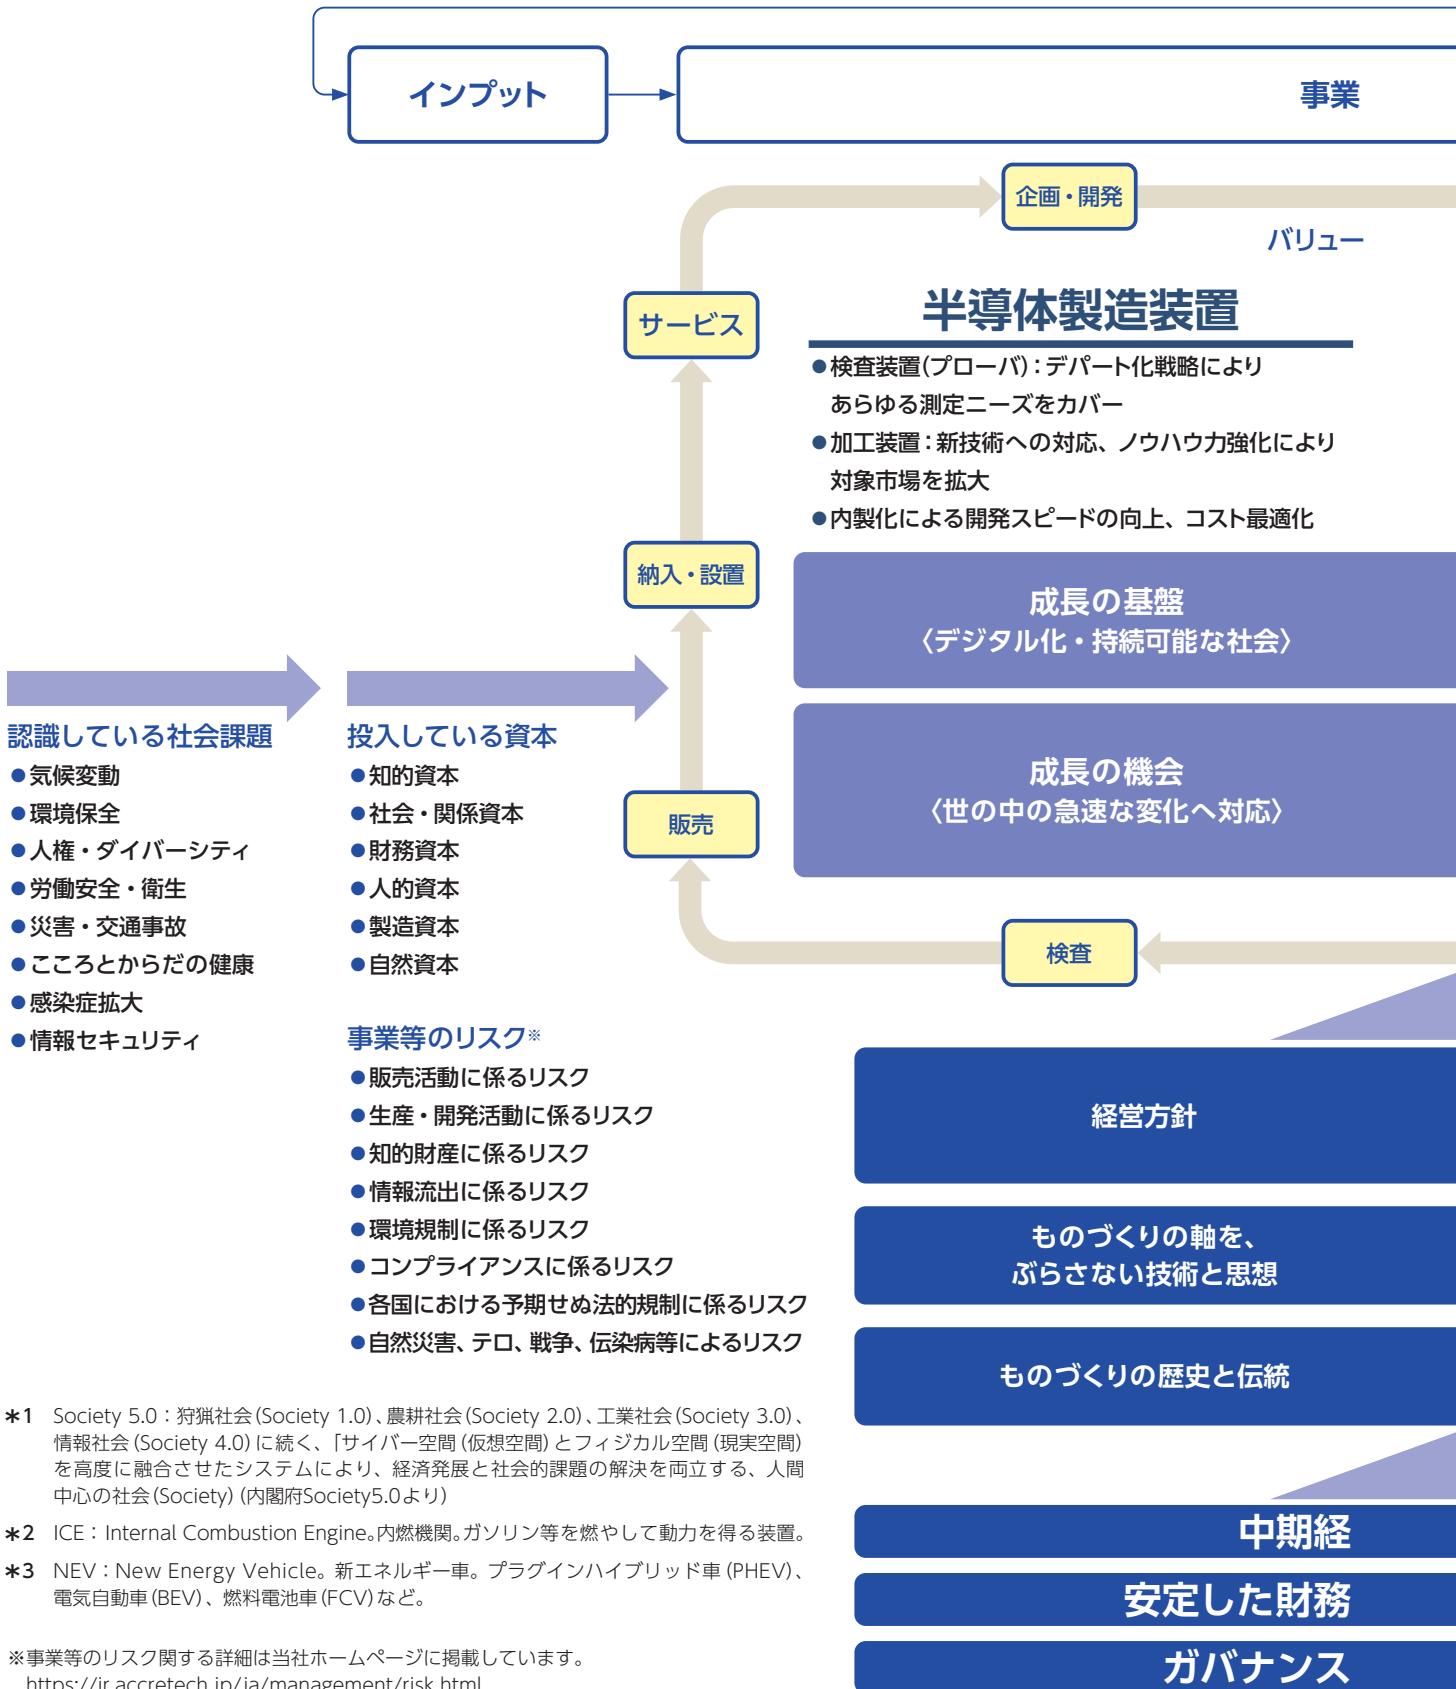 インプット
事業
企画・開発
バリュー
サービス
半導体製造装置
●検査装置(プローバ)：デパート化戦略により
あらゆる測定ニーズをカバー
●加工装置：新技術への対応、ノウハウ力強化により
対象市場を拡大
●内製化による開発スピードの向上、コスト最適化
納入・設置
成長の基盤
〈デジタル化・持続可能な社会〉
成長の機会
〈世の中の急速な変化へ対応〉
販売
検査
認識している社会課題
●気候変動
●環境保全
●人権・ダイバーシティ
●労働安全・衛生
●災害・交通事故
●こころとからだの健康
●感染症拡大
●情報セキュリティ
投入している資本
●知的資本
●社会・関係資本
●財務資本
●人的資本
●製造資本
●自然資本
事業等のリスク※
●販売活動に係るリスク
●生産・開発活動に係るリスク
●知的財産に係るリスク
●情報流出に係るリスク
●環境規制に係るリスク
●コンプライアンスに係るリスク
●各国における予期せぬ法的規制に係るリスク
●自然災害、テロ、戦争、伝染病等によるリスク
経営方針
ものづくりの軸を、
ぶらさない技術と思想
ものづくりの歴史と伝統
中期経
安定した財務
ガバナンス
＊1 Society 5.0：狩猟社会(Society 1.0)、農耕社会(Society 2.0)、工業社会(Society 3.0)、
情報社会(Society 4.0)に続く、「サイバー空間(仮想空間)とフィジカル空間(現実空間)
を高度に融合させたシステムにより、経済発展と社会的課題の解決を両立する、人間
中心の社会(Society) (内閣府Society5.0より)
＊2 ICE：Internal Combustion Engine。内燃機関。ガソリン等を燃やして動力を得る装置。
＊3 NEV：New Energy Vehicle。新エネルギー車。プラグインハイブリッド車(PHEV)、
電気自動車(BEV)、燃料電池車(FCV)など。
※事業等のリスク関する詳細は当社ホームページに掲載しています。
https://ir.accretech.jp/ja/management/risk.html